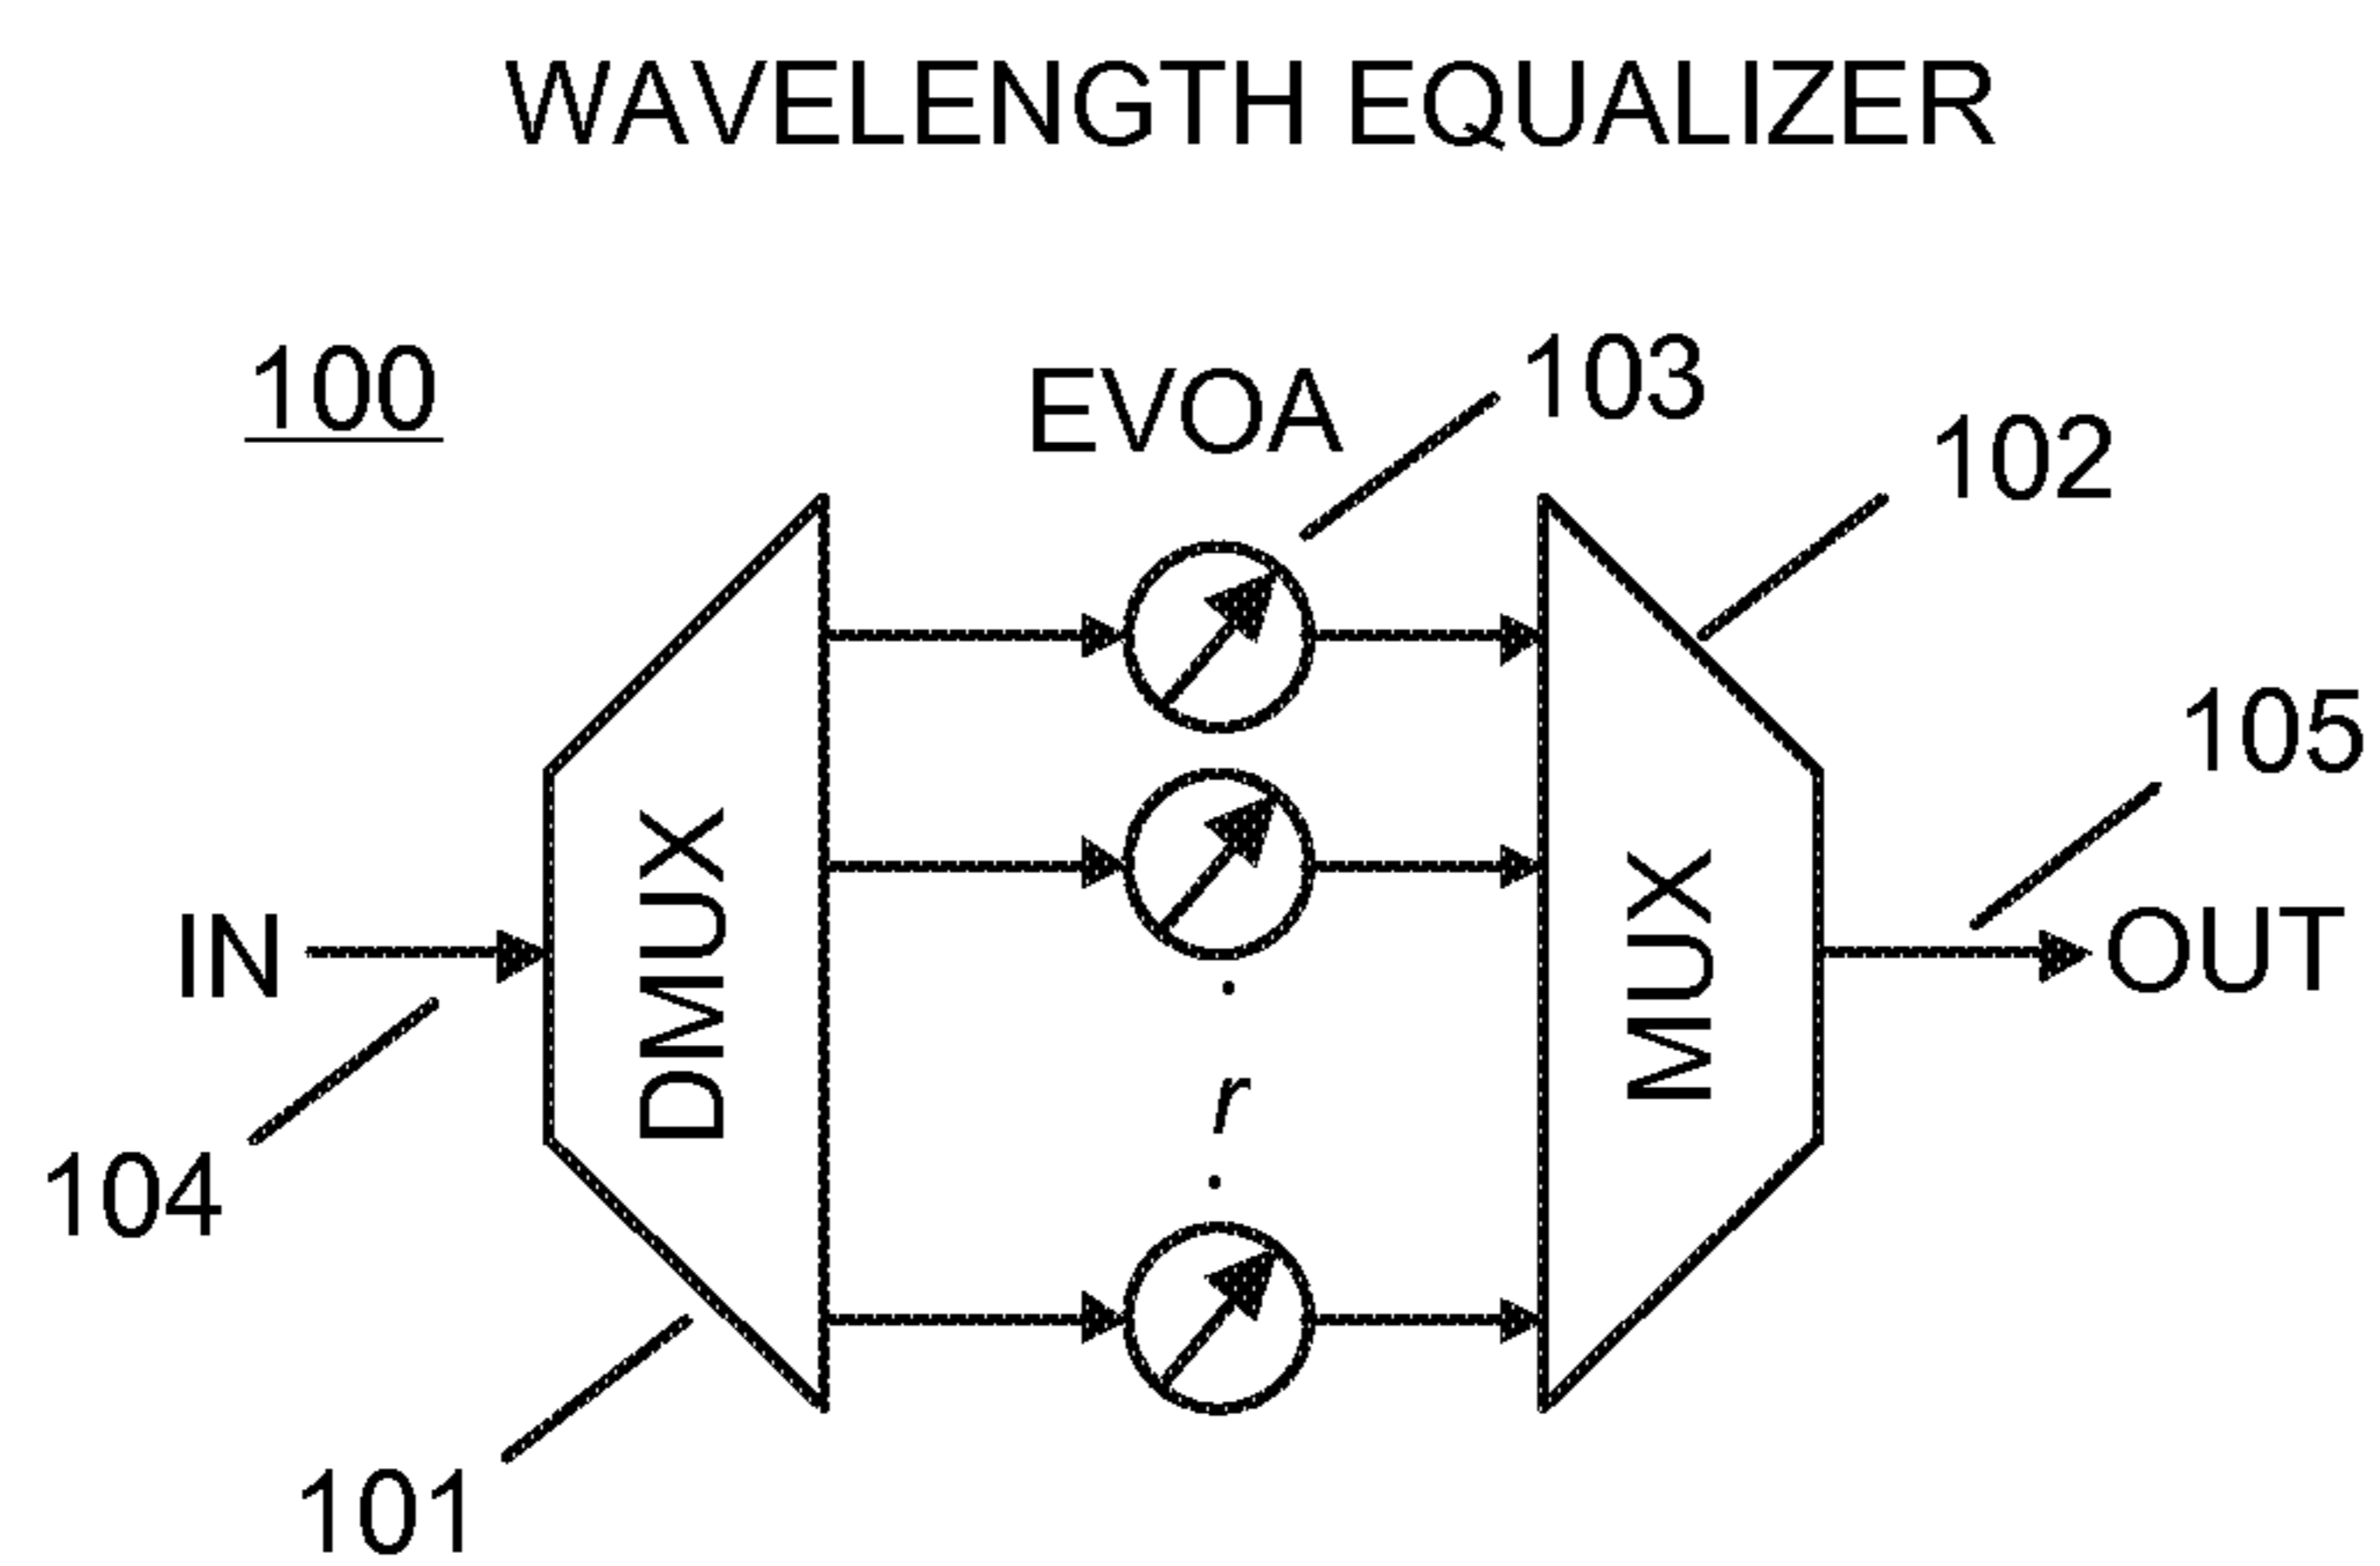 WAVELENGTH EQUALIZER
100
EVOA
103
102
105
IN
DMUX
r
MUX
OUT
104
101